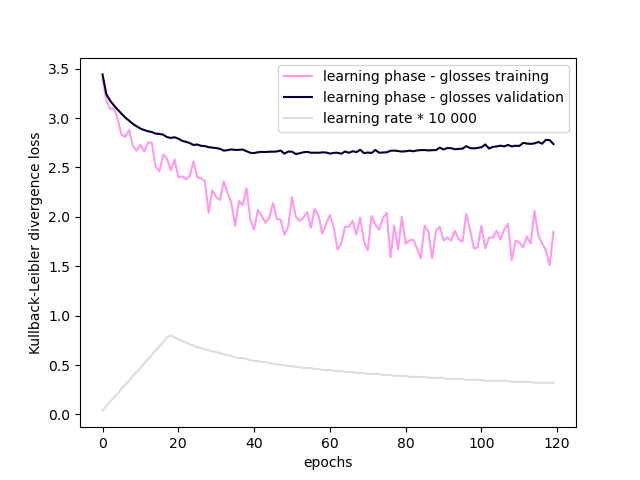 learning phase - glosses training
learning phase - glosses validation
learning rate * 10 000
3.5
3.0
2.5
2.0
1.5
1.0
0.5
0.0
Kullback-Leibler divergence loss
0 20 40 60 80 100 120
epochs